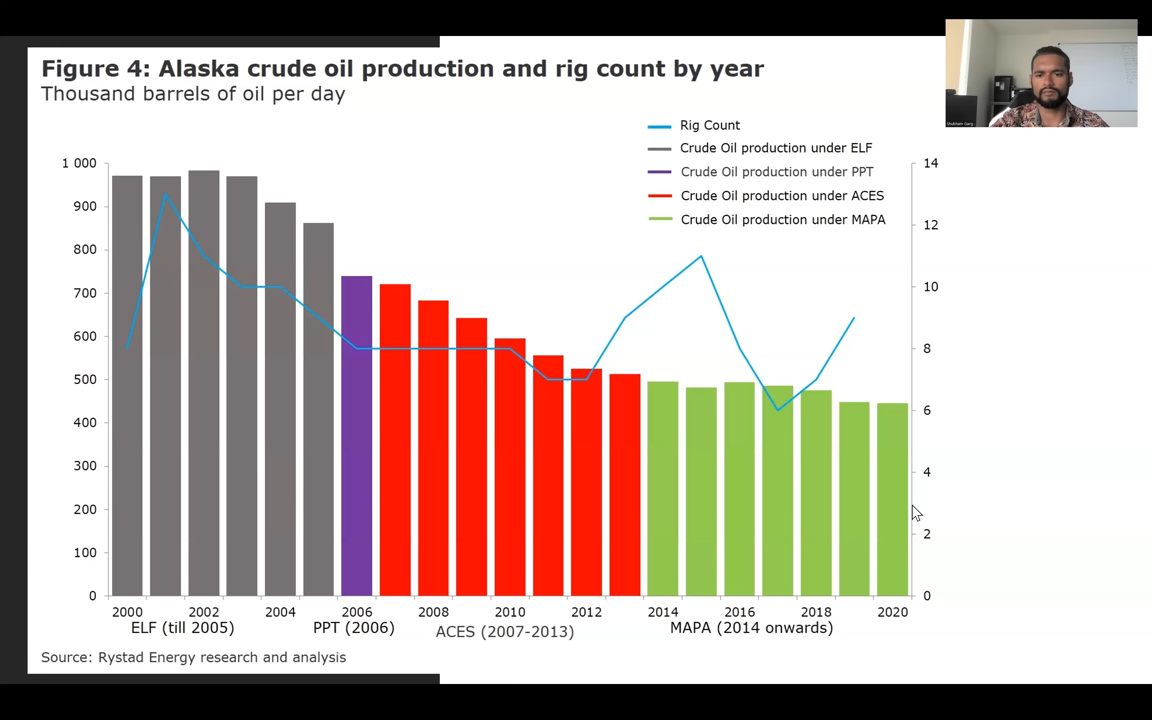 Figure 4: Alaska crude oil production and rig count by year
Thousand barrels of oil per day
Rig Count
Crude Oil production under ELF
Crude Oil production under PPT
Crude Oil production under ACES
Crude Oil production under MAPA
1 000
900
800
700
600
500
400
300
200
100
0
14
12
10
8
6
4
2
0
2000 2002 2004 2006 2008 2010 2012 2014 2016 2018 2020
ELF (till 2005) PPT (2006) ACES (2007-2013) MAPA (2014 onwards)
Source: Rystad Energy research and analysis
Shubham Garg